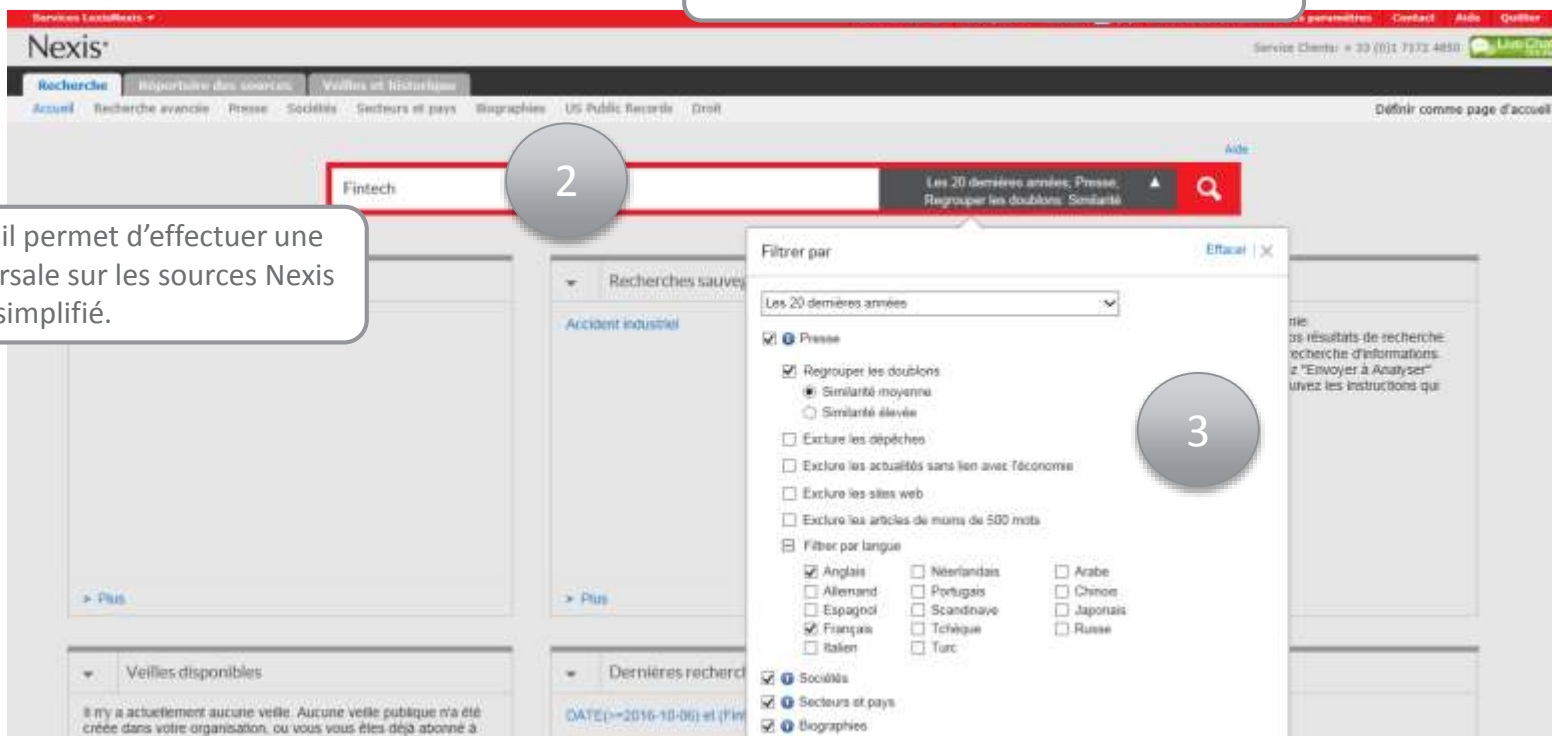 Services LexisNexis
paramètres Contact Aide Quitter
Nexis®
Service Clients: + 33 (0)1 7172 4850 Live Chat
Recherche Répertoire des sources Veilles et historique
Accueil Recherche avancée Presse Sociétés Secteurs et pays Biographies US Public Records Droit
Définir comme page d'accueil
Aide
Fintech
2
Les 20 dernières années, Presse,
Regrouper les doublons: Similarité
il permet d’effectuer une
rsale sur les sources Nexis
simplifié.
Filtrer par
Effacer
Recherches sauveg
Accident industriel
> Plus
> Plus
Les 20 dernières années
Presse
Regrouper les doublons
Similarité moyenne
Similarité élevée
Exclure les dépêches
Exclure les actualités sans lien avec l'économie
Exclure les sites web
Exclure les articles de moins de 500 mots
Filtrer par langue
Anglais Néerlandais Arabe
Allemand Portugais Chinois
Espagnol Scandinave Japonais
Français Tchèque Russe
Italien Turc
Sociétés
Secteurs et pays
Biographies
3
os résultats de recherche.
recherche d'informations.
z "Envoyer à Analyser"
uivez les instructions qui
Veilles disponibles
Il n'y a actuellement aucune veille. Aucune veille publique n'a été
créée dans votre organisation, ou vous vous êtes déjà abonné à
Dernières recherch
DATE(>=2016-10-06) et (Fin